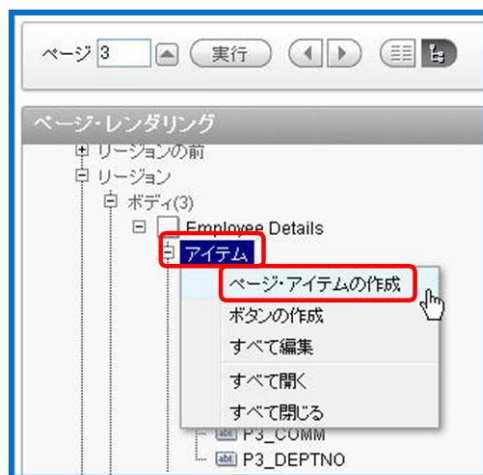 ページ 3 実行
ページ・レンダリング
リージョンの前
リージョン
ボディ(3)
Employee Details
アイテム
ページ・アイテムの作成
ボタンの作成
すべて編集
すべて開く
すべて閉じる
P3_COMM
P3_DEPTNO